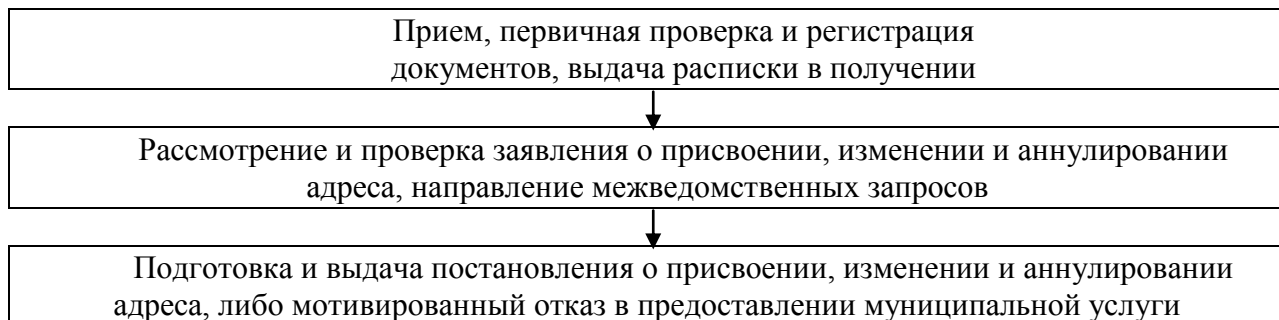 Прием, первичная проверка и регистрация
документов, выдача расписки в получении
Рассмотрение и проверка заявления о присвоении, изменении и аннулировании
адреса, направление межведомственных запросов
Подготовка и выдача постановления о присвоении, изменении и аннулировании
адреса, либо мотивированный отказ в предоставлении муниципальной услуги